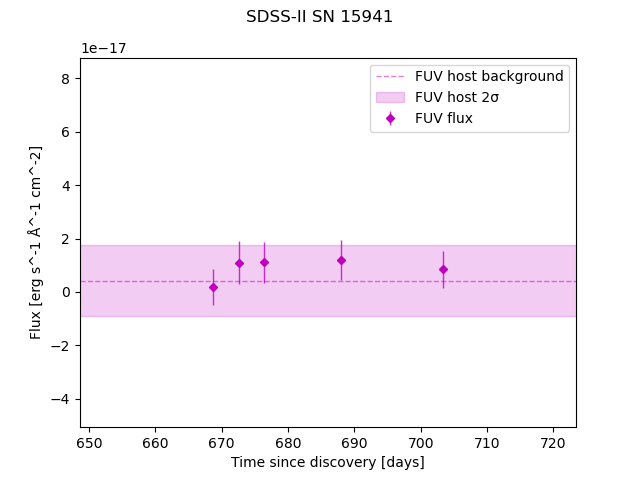 SDSS-II SN 15941
1e−17
FUV host background
FUV host 2σ
FUV flux
Flux [erg s^-1 Å^-1 cm^-2]
8
6
4
2
0
−2
−4
650 660 670 680 690 700 710 720
Time since discovery [days]